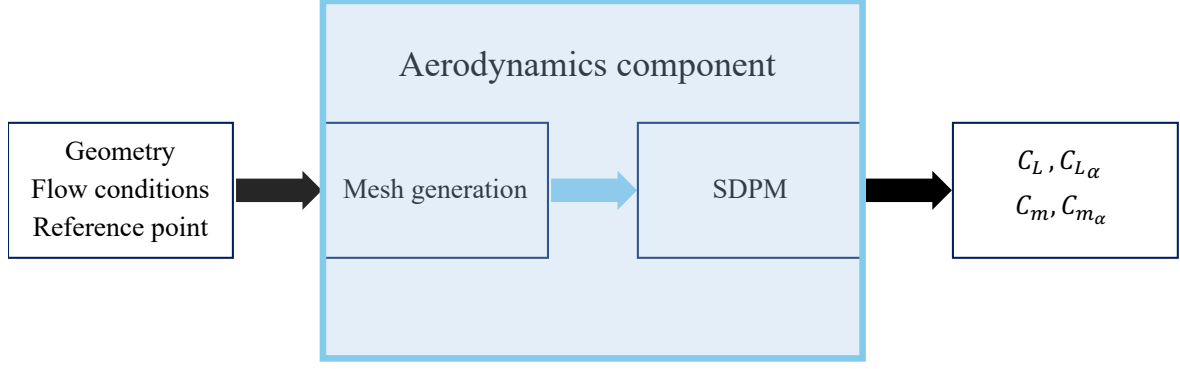 Aerodynamics component
Geometry
Flow conditions
Reference point
Mesh generation
SDPM
𝐶_𝐿, 𝐶_{𝐿_𝛼}
𝐶_𝑚, 𝐶_{𝑚_𝛼}